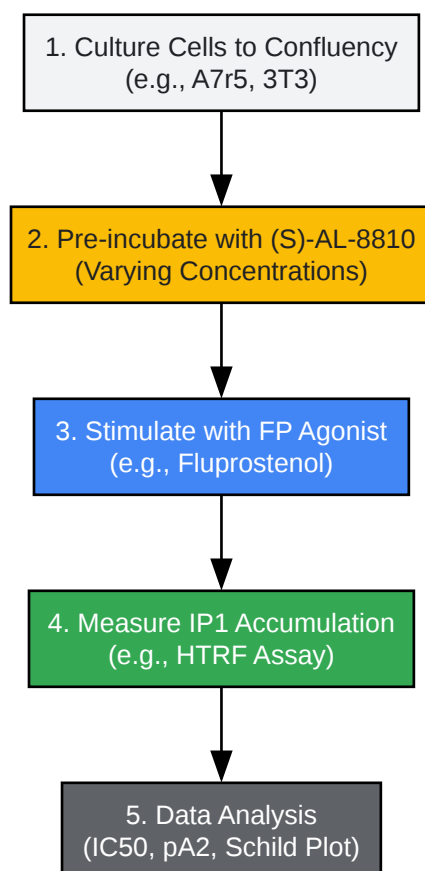 1. Culture Cells to Confluency
(e.g., A7r5, 3T3)
2. Pre-incubate with (S)-AL-8810
(Varying Concentrations)
3. Stimulate with FP Agonist
(e.g., Fluprostenol)
4. Measure IP1 Accumulation
(e.g., HTRF Assay)
5. Data Analysis
(IC50, pA2, Schild Plot)